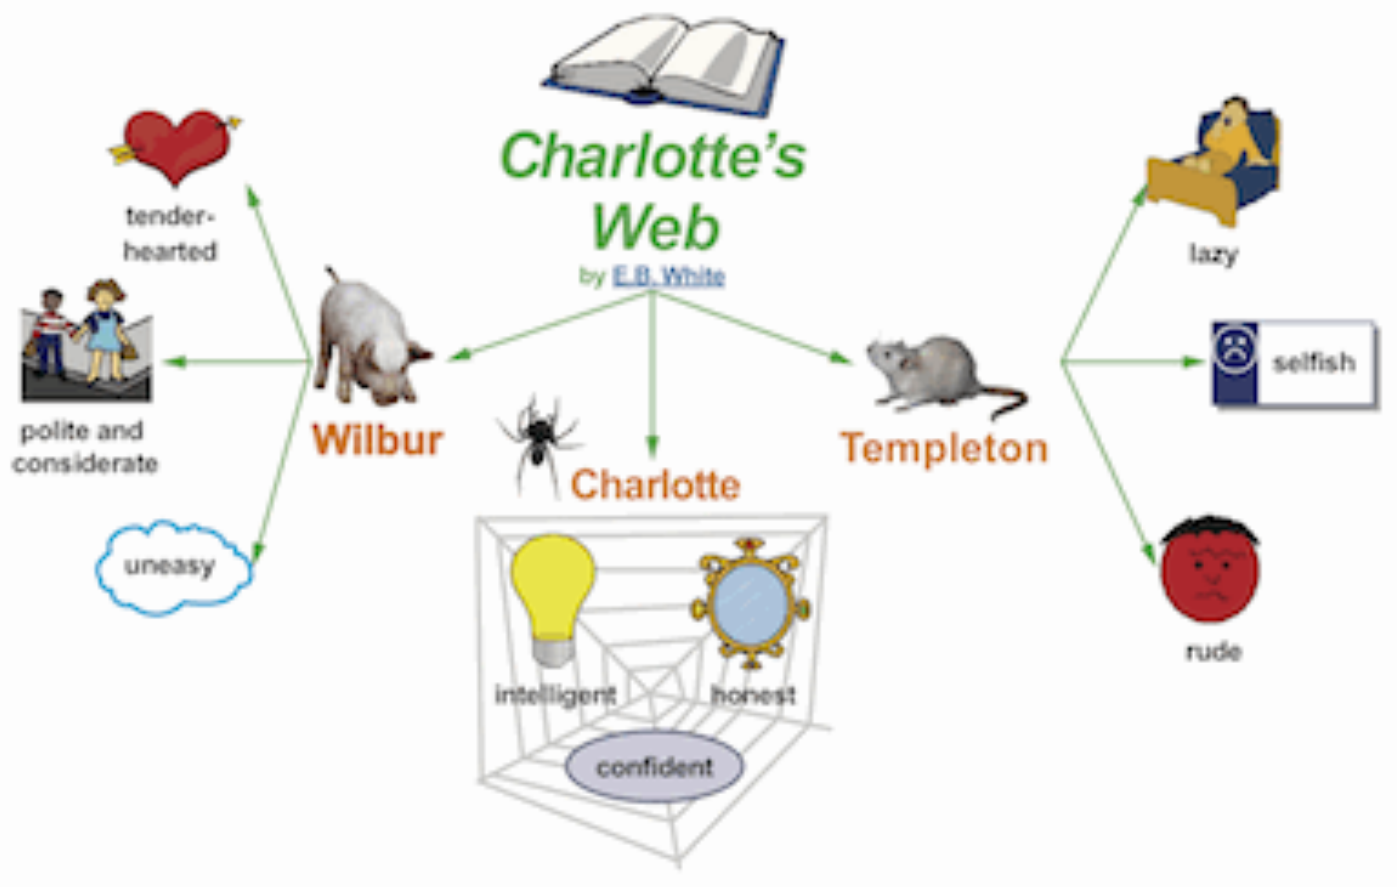 Charlotte's
Web
by E.B. White
tender-
hearted
polite and
considerate
uneasy
Wilbur
Charlotte
intelligent
honest
confident
Templeton
lazy
selfish
rude